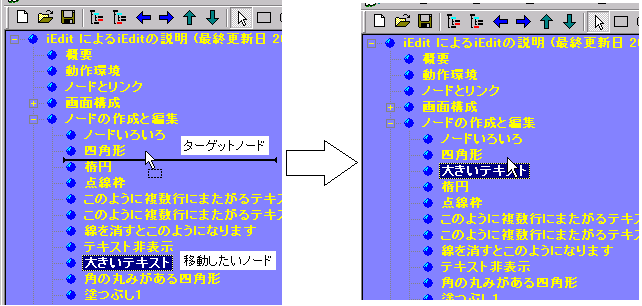 iEdit によるiEditの説明 (最終更新日 2
概要
動作環境
ノードとリンク
画面構成
ノードの作成と編集
ノードいろいろ
四角形
ターゲットノード
楕円
点線枠
このように複数行にまたがるテキス
このように複数行にまたがるテキス
線を消すとこのようになります
テキスト非表示
大きいテキスト
移動したいノード
角の丸みがある四角形
塗つぶし1
iEdit によるiEditの説明 (最終更新日 20
概要
動作環境
ノードとリンク
画面構成
ノードの作成と編集
ノードいろいろ
四角形
大きいテキスト
楕円
点線枠
このように複数行にまたがるテキス
このように複数行にまたがるテキス
線を消すとこのようになります
テキスト非表示
角の丸みがある四角形
塗つぶし1